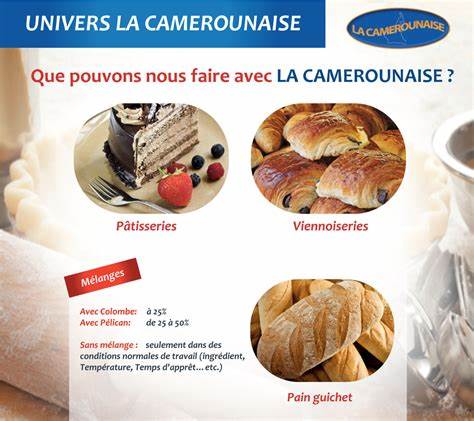 UNIVERS LA CAMEROUNAISE
LA CAMEROUNAISE
Que pouvons nous faire avec LA CAMEROUNAISE ?
Pâtisseries
Viennoiseries
Mélanges
Avec Colombe: à 25%
Avec Pélican: de 25 à 50%
Sans mélange : seulement dans des
conditions normales de travail (ingrédient,
Température, Temps d'apprêt...etc.)
Pain guichet